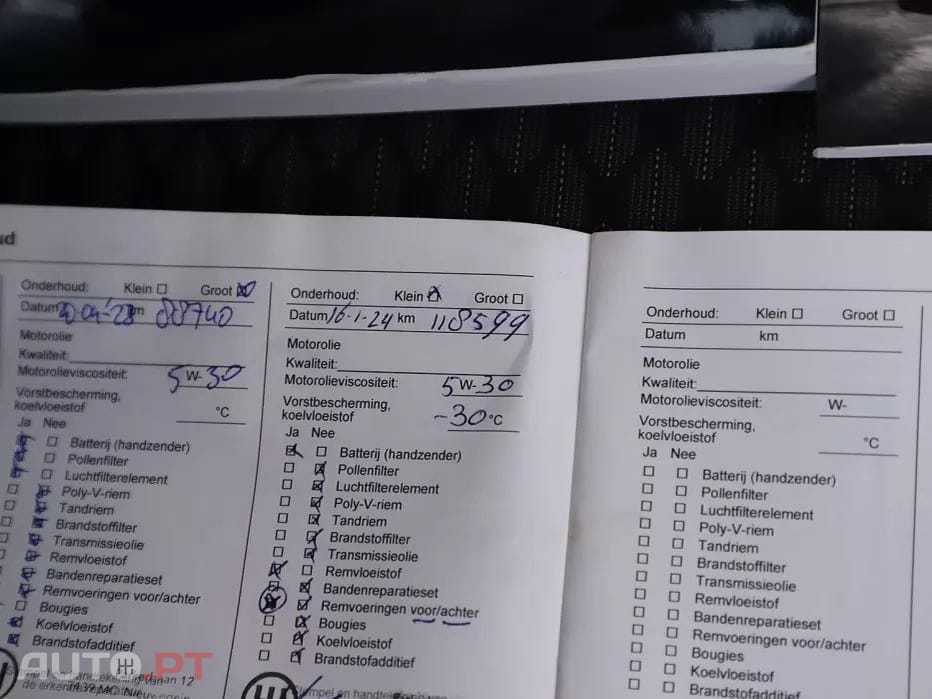 ud
Onderhoud: Klein Groot
Datum 20-04-'23 km 88740
Motorolie
Kwaliteit:
Motorolieviscositeit: 5 W-30
Vorstbescherming,
koelvloeistof °C
Ja Nee
Batterij (handzender)
Pollenfilter
Luchtfilterelement
Poly-V-riem
Tandriem
Brandstoffilter
Transmissieolie
Remvloeistof
Bandenreparatieset
Remvoeringen voor/achter
Bougies
Koelvloeistof
Brandstofadditief
Onderhoud: Klein Groot
Datum 16-1-24 km 118599
Motorolie
Kwaliteit:
Motorolieviscositeit: 5 W-30
Vorstbescherming,
koelvloeistof -30 °C
Ja Nee
Batterij (handzender)
Pollenfilter
Luchtfilterelement
Poly-V-riem
Tandriem
Brandstoffilter
Transmissieolie
Remvloeistof
Bandenreparatieset
Remvoeringen voor/achter
Bougies
Koelvloeistof
Brandstofadditief
Onderhoud: Klein Groot
Datum km
Motorolie
Kwaliteit:
Motorolieviscositeit: W-
Vorstbescherming,
koelvloeistof °C
Ja Nee
Batterij (handzender)
Pollenfilter
Luchtfilterelement
Poly-V-riem
Tandriem
Brandstoffilter
Transmissieolie
Remvloeistof
Bandenreparatieset
Remvoeringen voor/achter
Bougies
Koelvloeistof
Brandstofadditief
AUTO.PT